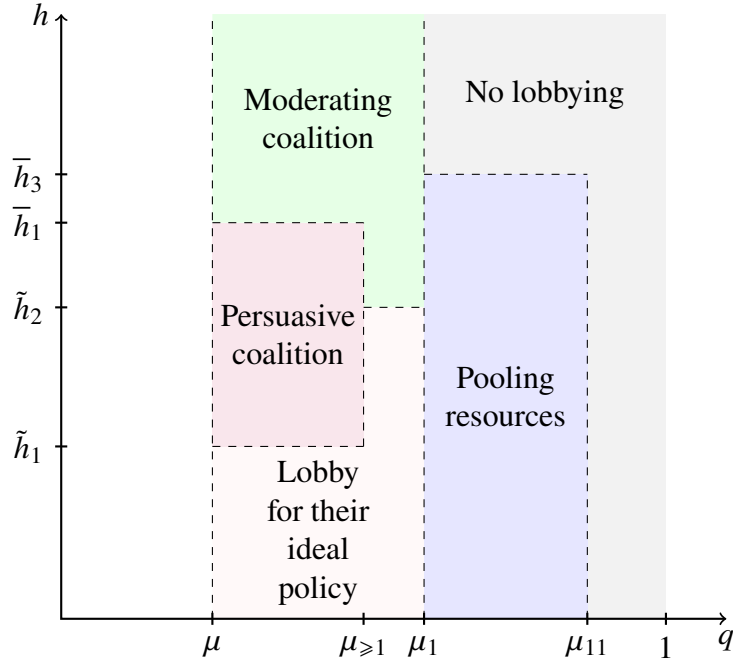 h
Moderating
coalition
No lobbying
h̅₃
h̅₁
h̃₂
Persuasive
coalition
Pooling
resources
h̃₁
Lobby
for their
ideal
policy
μ
μ⩾₁
μ₁
μ₁₁
1
q